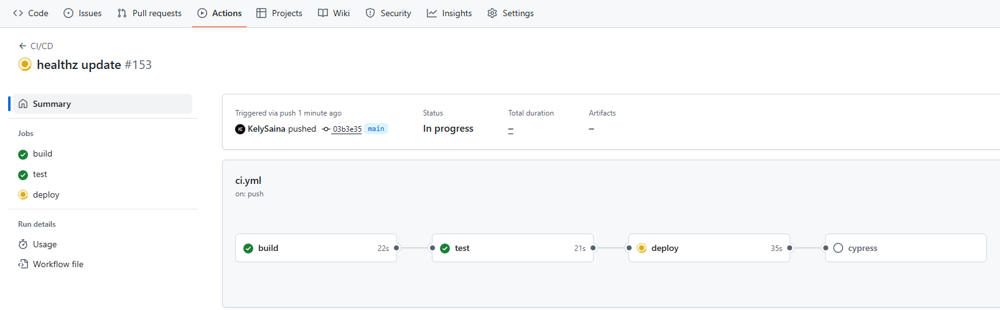 Code Issues Pull requests Actions Projects Wiki Security Insights Settings
CI/CD
healthz update #153
Summary
Jobs
build
test
deploy
Run details
Usage
Workflow file
Triggered via push 1 minute ago
KelySaina pushed 03b3e35 main
Status
In progress
Total duration
–
Artifacts
–
ci.yml
on: push
build 22s
test 21s
deploy 35s
cypress